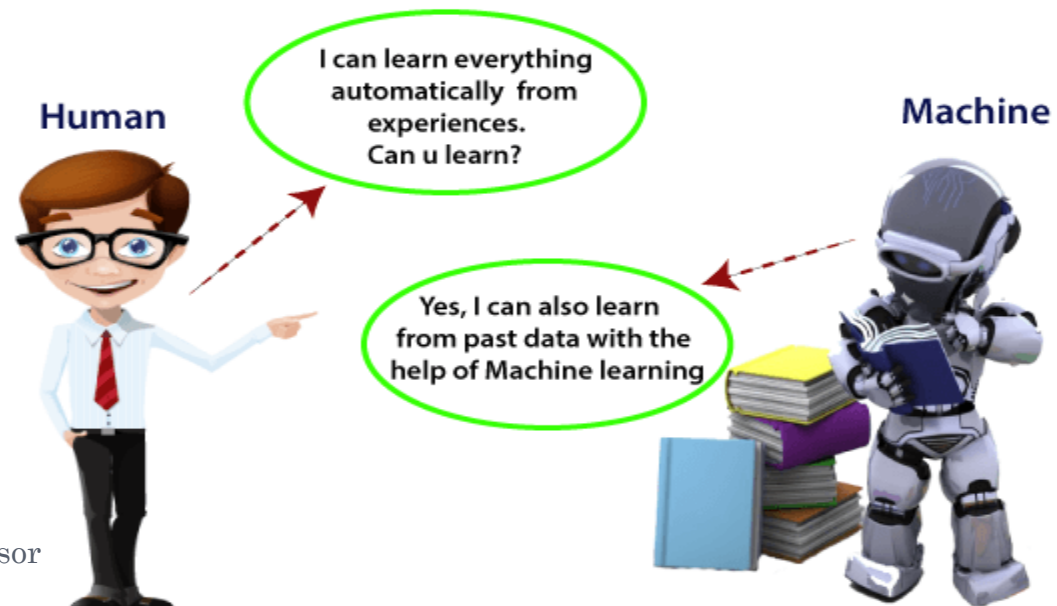 Human
I can learn everything
automatically from
experiences.
Can u learn?
Machine
Yes, I can also learn
from past data with the
help of Machine learning
sor